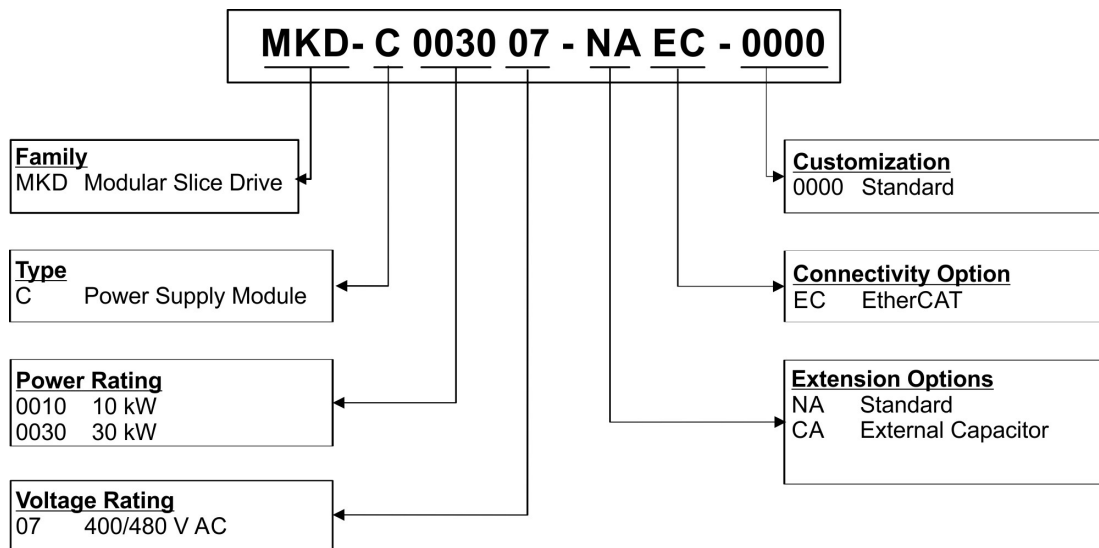 MKD- C 0030 07 - NA EC - 0000
Family
MKD Modular Slice Drive
Type
C Power Supply Module
Power Rating
0010 10 kW
0030 30 kW
Voltage Rating
07 400/480 V AC
Customization
0000 Standard
Connectivity Option
EC EtherCAT
Extension Options
NA Standard
CA External Capacitor